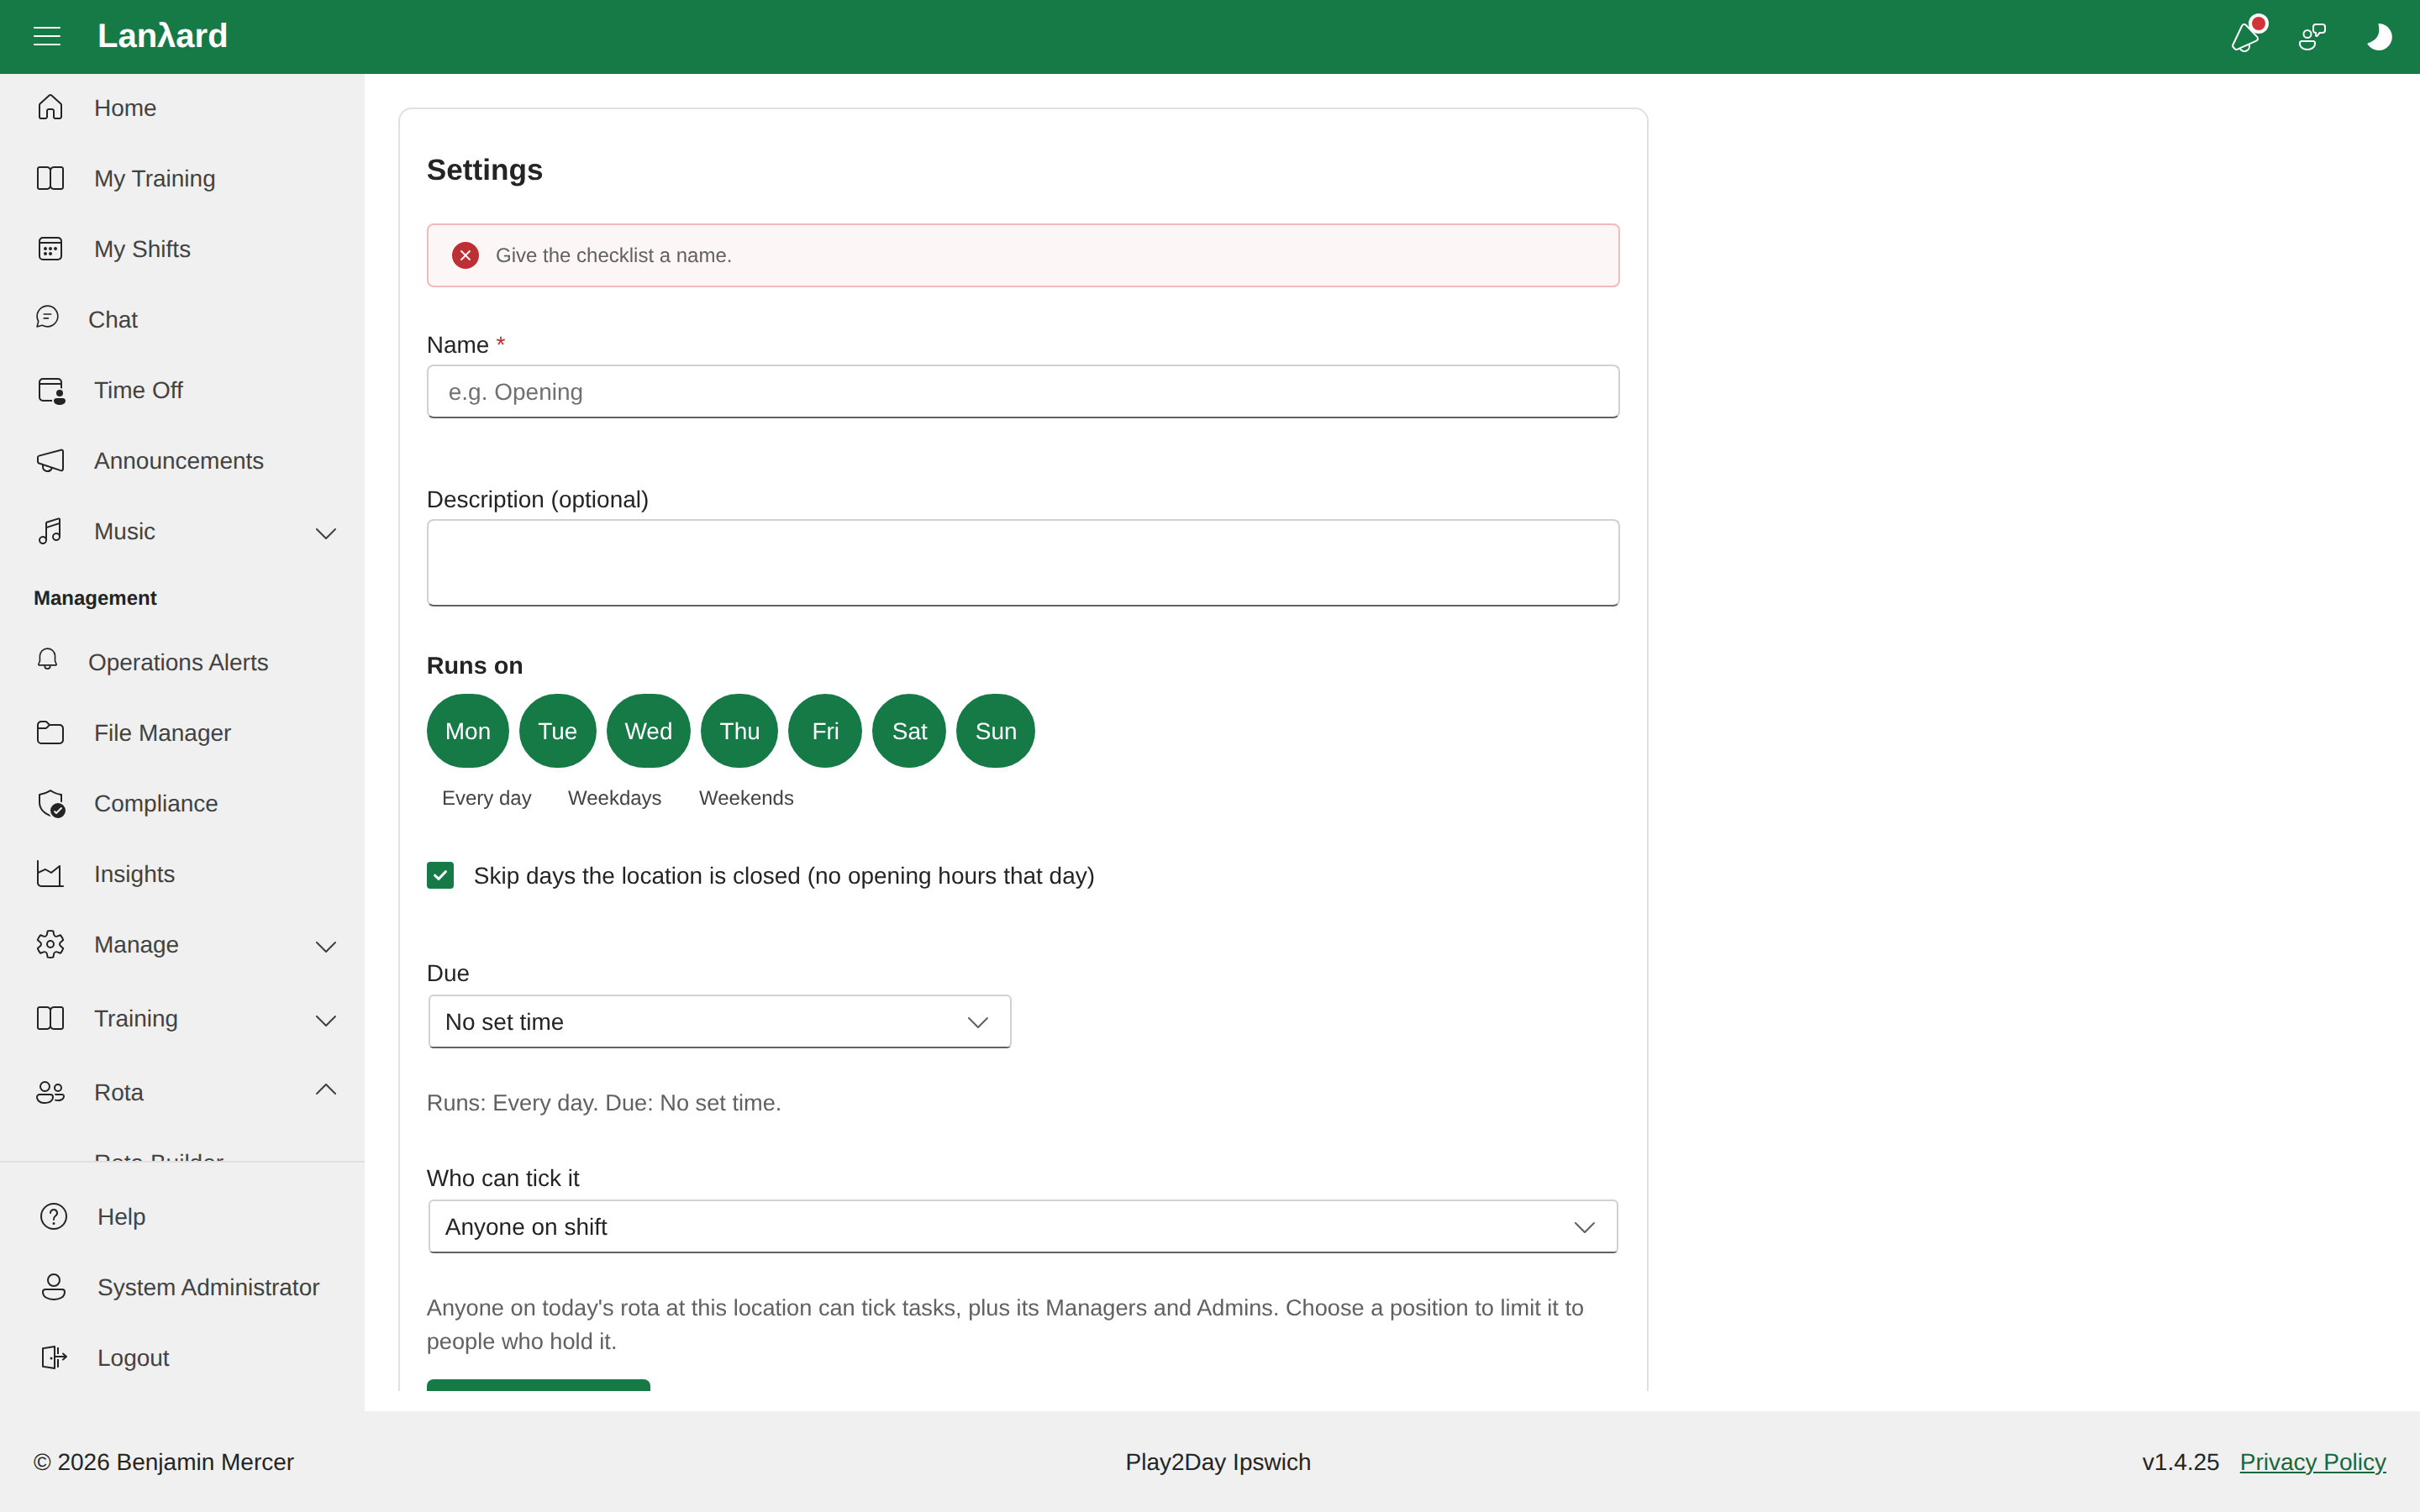 Lanλard
Home
My Training
My Shifts
Chat
Time Off
Announcements
Music
Management
Operations Alerts
File Manager
Compliance
Insights
Manage
Training
Rota
Rota Builder
Help
System Administrator
Logout
Settings
Give the checklist a name.
Name *
e.g. Opening
Description (optional)
Runs on
Mon Tue Wed Thu Fri Sat Sun
Every day Weekdays Weekends
Skip days the location is closed (no opening hours that day)
Due
No set time
Runs: Every day. Due: No set time.
Who can tick it
Anyone on shift
Anyone on today's rota at this location can tick tasks, plus its Managers and Admins. Choose a position to limit it to
people who hold it.
© 2026 Benjamin Mercer
Play2Day Ipswich
v1.4.25 Privacy Policy